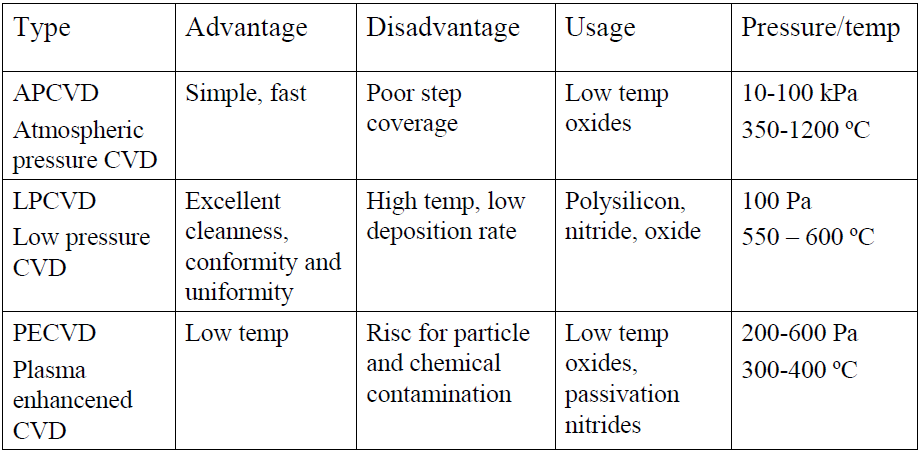 Type
Advantage
Disadvantage
Usage
Pressure/temp
APCVD
Atmospheric
pressure CVD
Simple, fast
Poor step
coverage
Low temp
oxides
10-100 kPa
350-1200 ºC
LPCVD
Low pressure
CVD
Excellent
cleanness,
conformity and
uniformity
High temp, low
deposition rate
Polysilicon,
nitride, oxide
100 Pa
550 – 600 ºC
PECVD
Plasma
enhancened
CVD
Low temp
Risc for particle
and chemical
contamination
Low temp
oxides,
passivation
nitrides
200-600 Pa
300-400 ºC